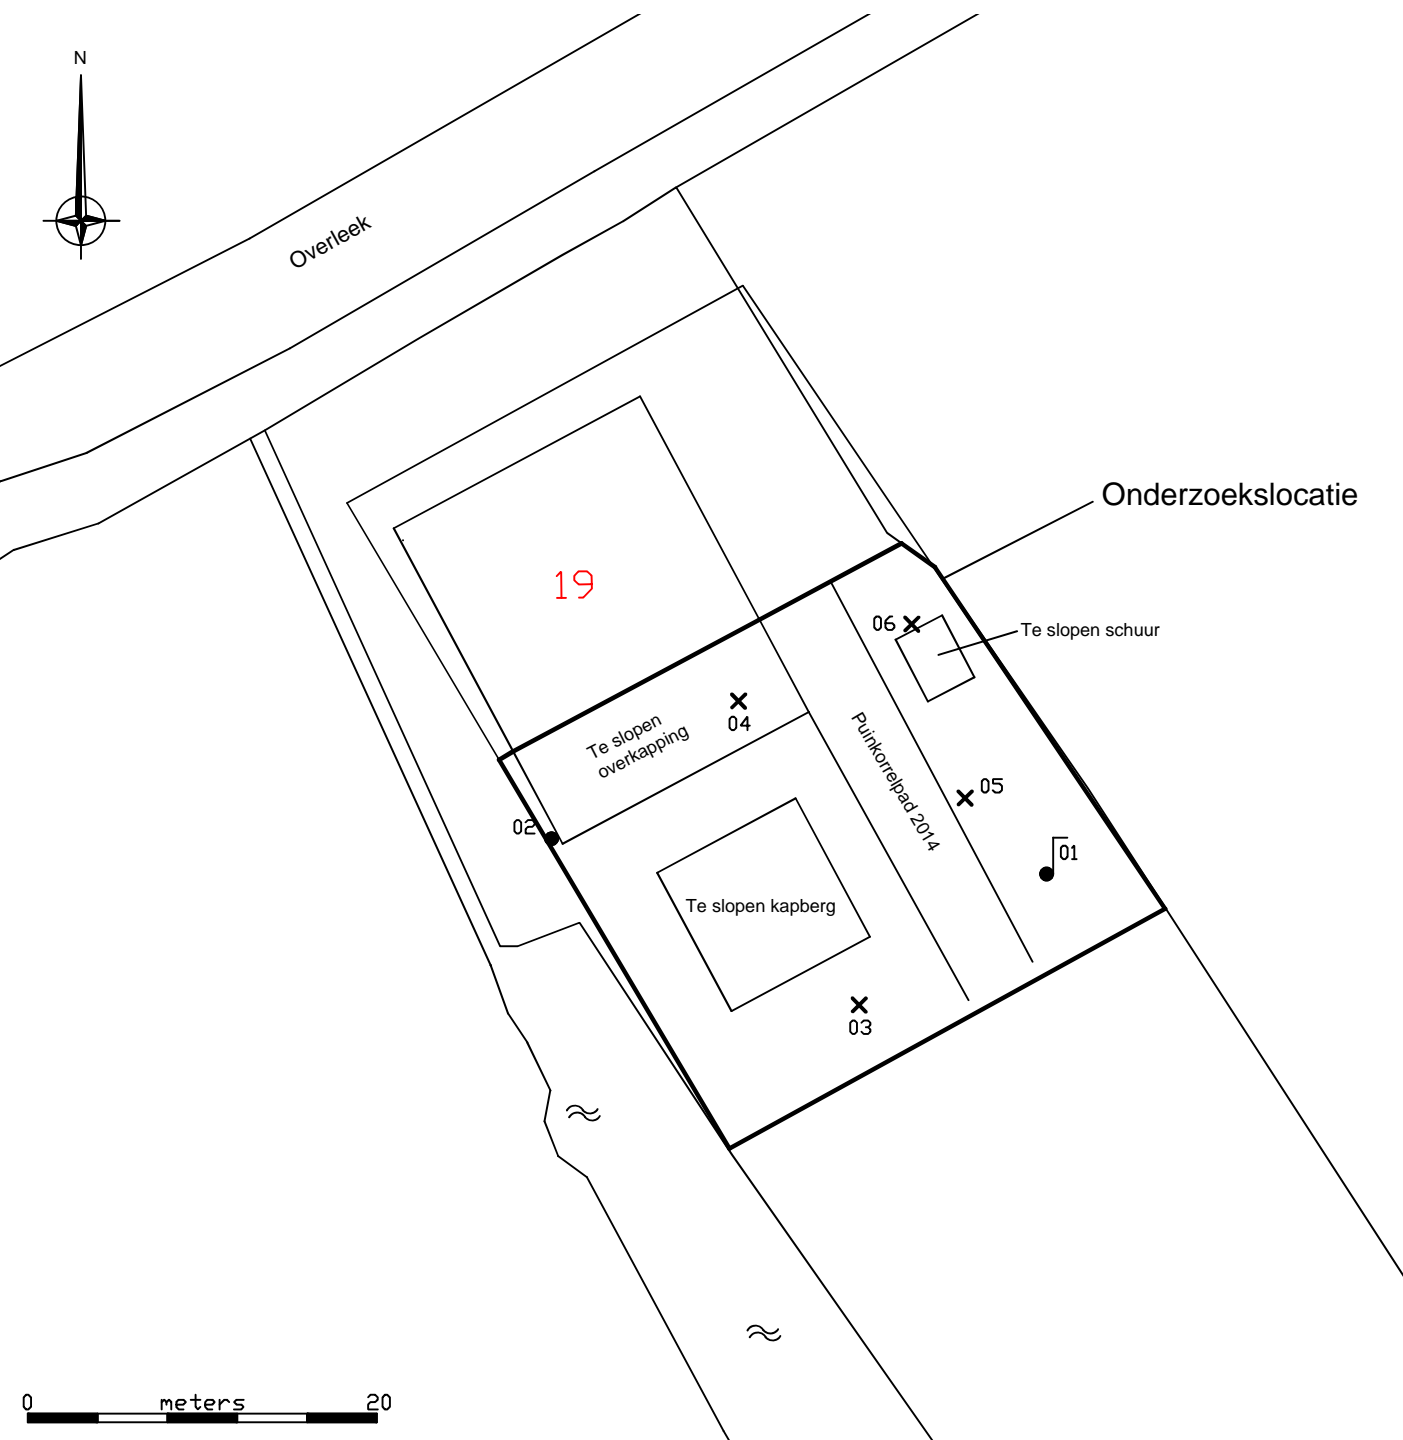 N
Overleek
Onderzoekslocatie
19
06
Te slopen schuur
04
Te slopen
overkapping
Puinkorrelpad 2014
05
02
01
Te slopen kapberg
03
0 meters 20